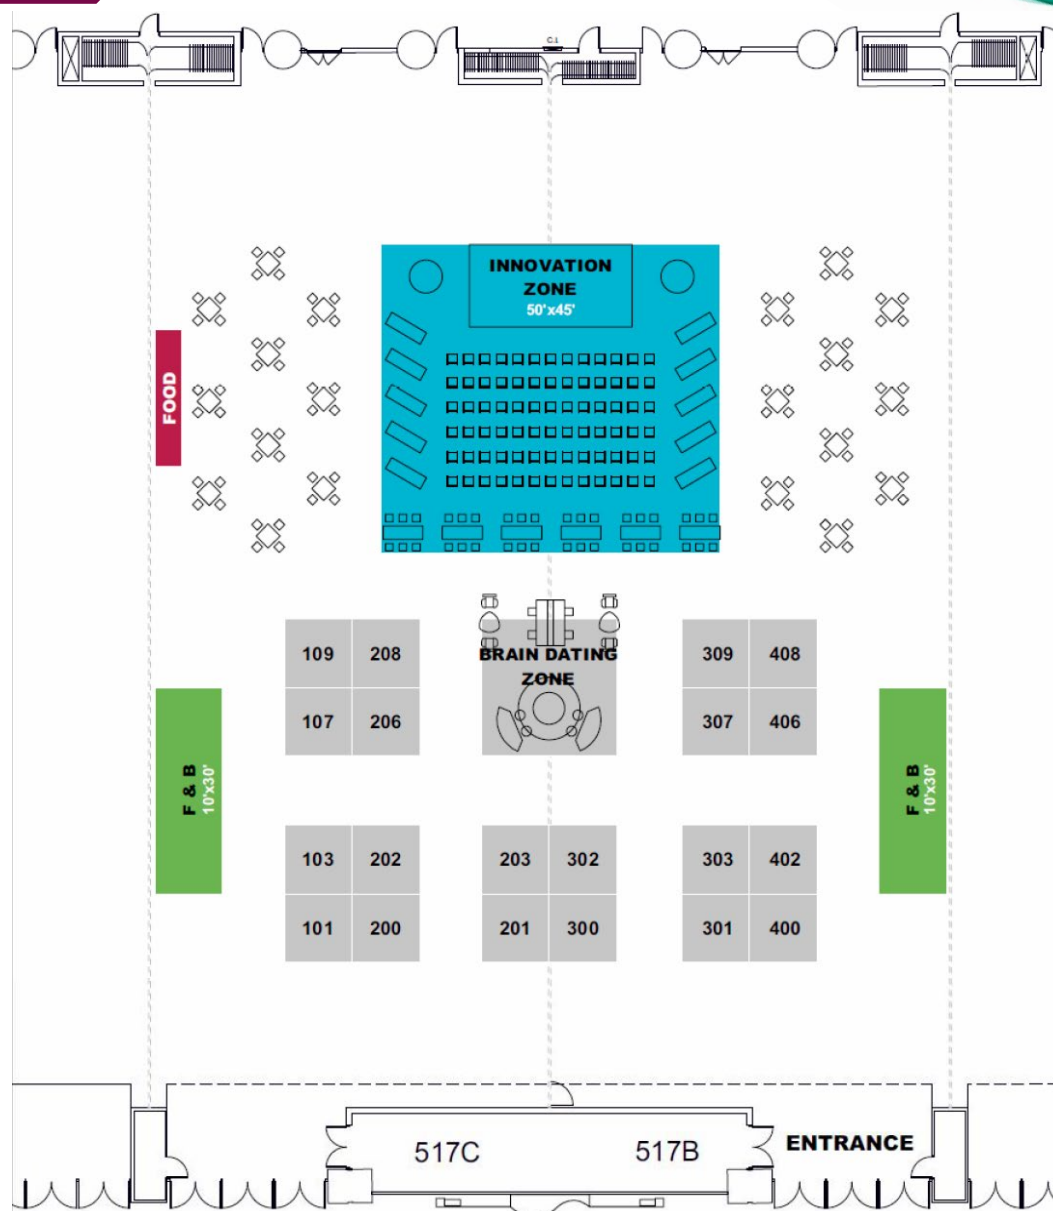 C.1
INNOVATION
ZONE
50'x45'
FOOD
109 208
BRAIN DATING
ZONE
309 408
107 206
307 406
F & B
10'x30'
F & B
10'x30'
103 202
203 302
303 402
101 200
201 300
301 400
517C
517B
ENTRANCE